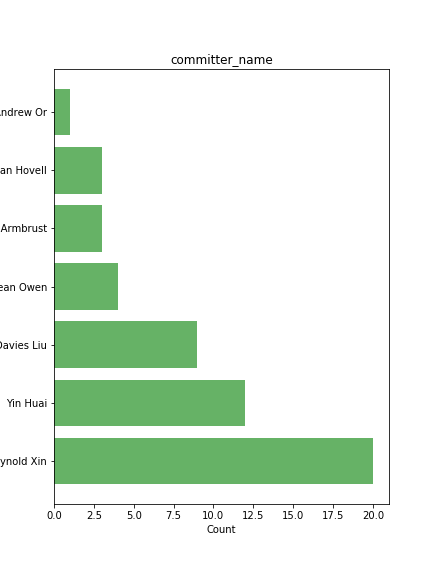 committer_name
ndrew Or
an Hovell
Armbrust
ean Owen
Davies Liu
Yin Huai
ynold Xin
0.0 2.5 5.0 7.5 10.0 12.5 15.0 17.5 20.0
Count